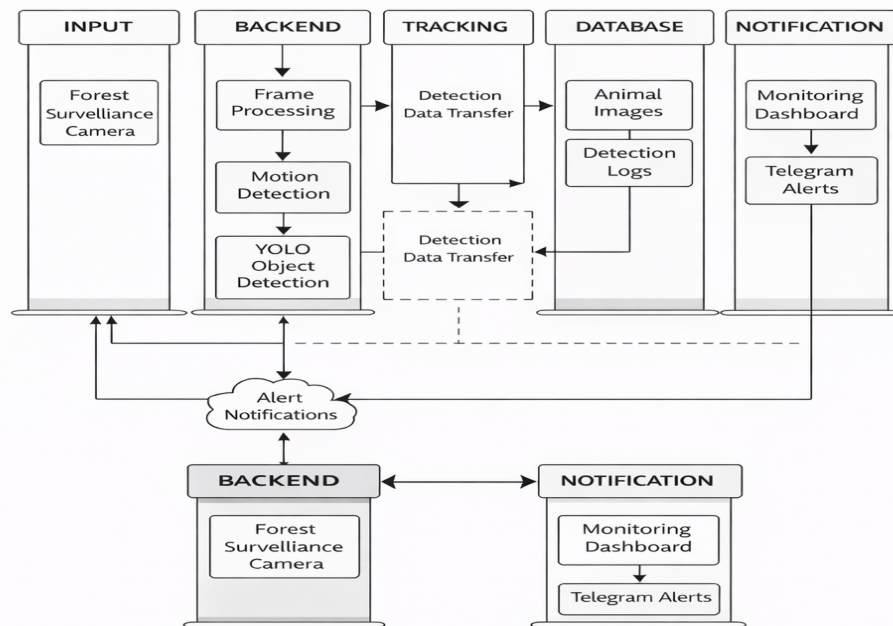 INPUT
BACKEND
TRACKING
DATABASE
NOTIFICATION
Forest
Survelliance
Camera
Frame
Processing
Motion
Detection
YOLO
Object
Detection
Detection
Data Transfer
Detection
Data Transfer
Animal
Images
Detection
Logs
Monitoring
Dashboard
Telegram
Alerts
Alert
Notifications
BACKEND
NOTIFICATION
Forest
Survelliance
Camera
Monitoring
Dashboard
Telegram Alerts